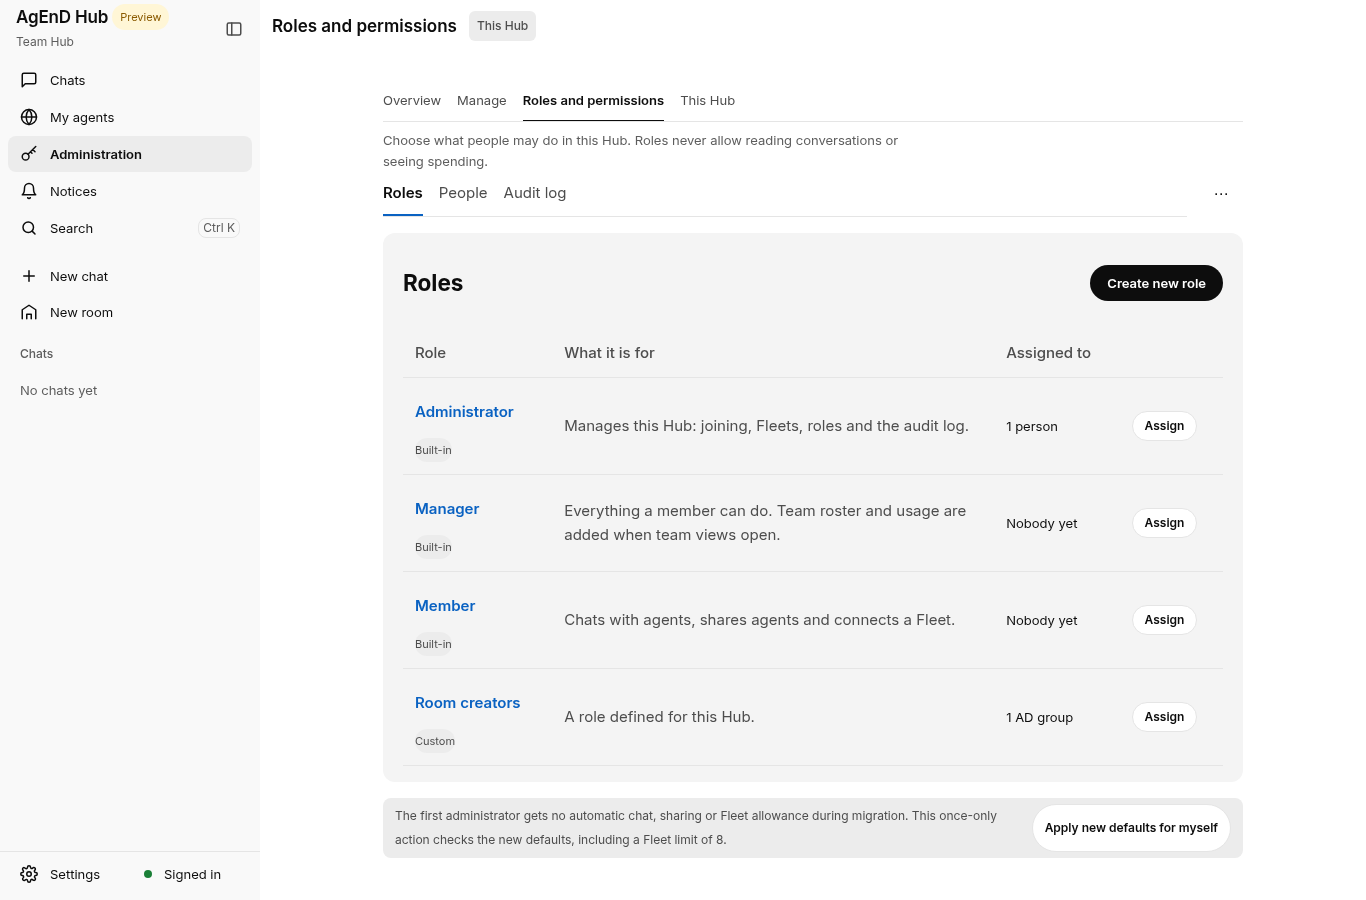 AgEnD Hub
Preview
Team Hub
Chats
My agents
Administration
Notices
Search
Ctrl K
New chat
New room
Chats
No chats yet
Settings
Signed in
Roles and permissions
This Hub
Overview
Manage
Roles and permissions
This Hub
Choose what people may do in this Hub. Roles never allow reading conversations or
seeing spending.
Roles
People
Audit log
...
Roles
Create new role
Role
What it is for
Assigned to
Administrator
Built-in
Manages this Hub: joining, Fleets, roles and the audit log.
1 person
Assign
Manager
Built-in
Everything a member can do. Team roster and usage are
added when team views open.
Nobody yet
Assign
Member
Built-in
Chats with agents, shares agents and connects a Fleet.
Nobody yet
Assign
Room creators
Custom
A role defined for this Hub.
1 AD group
Assign
The first administrator gets no automatic chat, sharing or Fleet allowance during migration. This once-only
action checks the new defaults, including a Fleet limit of 8.
Apply new defaults for myself